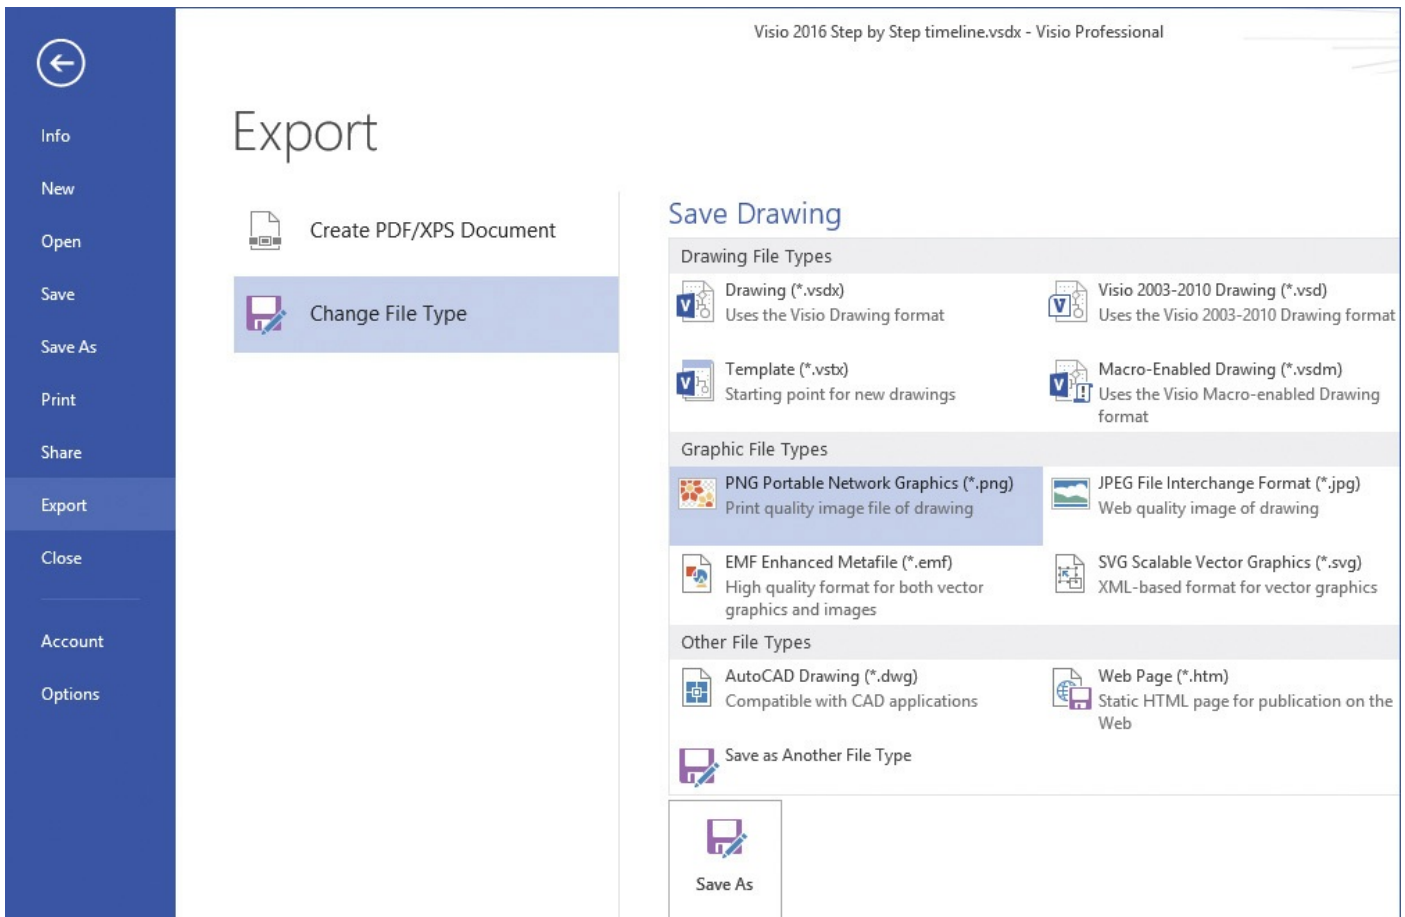 Visio 2016 Step by Step timeline.vsdx - Visio Professional
Info
New
Open
Save
Save As
Print
Share
Export
Close
Account
Options
Export
Create PDF/XPS Document
Change File Type
Save Drawing
Drawing File Types
Drawing (*.vsdx)
Uses the Visio Drawing format
Visio 2003-2010 Drawing (*.vsd)
Uses the Visio 2003-2010 Drawing format
Template (*.vstx)
Starting point for new drawings
Macro-Enabled Drawing (*.vsdm)
Uses the Visio Macro-enabled Drawing
format
Graphic File Types
PNG Portable Network Graphics (*.png)
Print quality image file of drawing
JPEG File Interchange Format (*.jpg)
Web quality image of drawing
EMF Enhanced Metafile (*.emf)
High quality format for both vector
graphics and images
SVG Scalable Vector Graphics (*.svg)
XML-based format for vector graphics
Other File Types
AutoCAD Drawing (*.dwg)
Compatible with CAD applications
Web Page (*.htm)
Static HTML page for publication on the
Web
Save as Another File Type
Save As